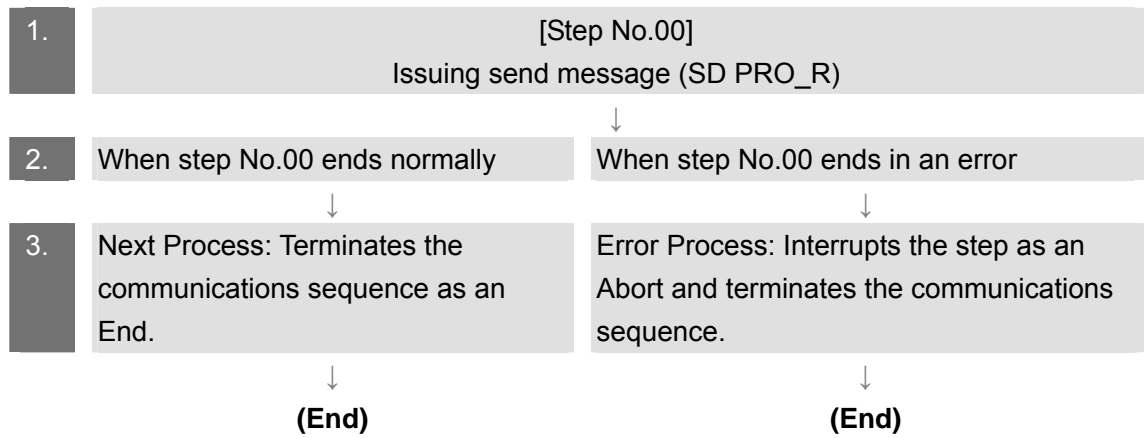 1.
[Step No.00]
Issuing send message (SD PRO_R)
↓
2.
When step No.00 ends normally
When step No.00 ends in an error
↓
↓
3.
Next Process: Terminates the
communications sequence as an
End.
Error Process: Interrupts the step as an
Abort and terminates the communications
sequence.
↓
↓
(End)
(End)